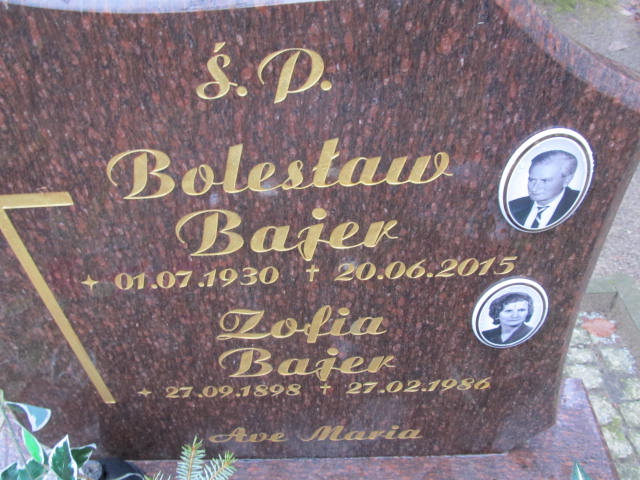 Ś. P.
Bolesław
Bajer
✦ 01.07.1930 † 20.06.2015
Zofia
Bajer
✦ 27.09.1898 † 27.02.1986
Ave Maria